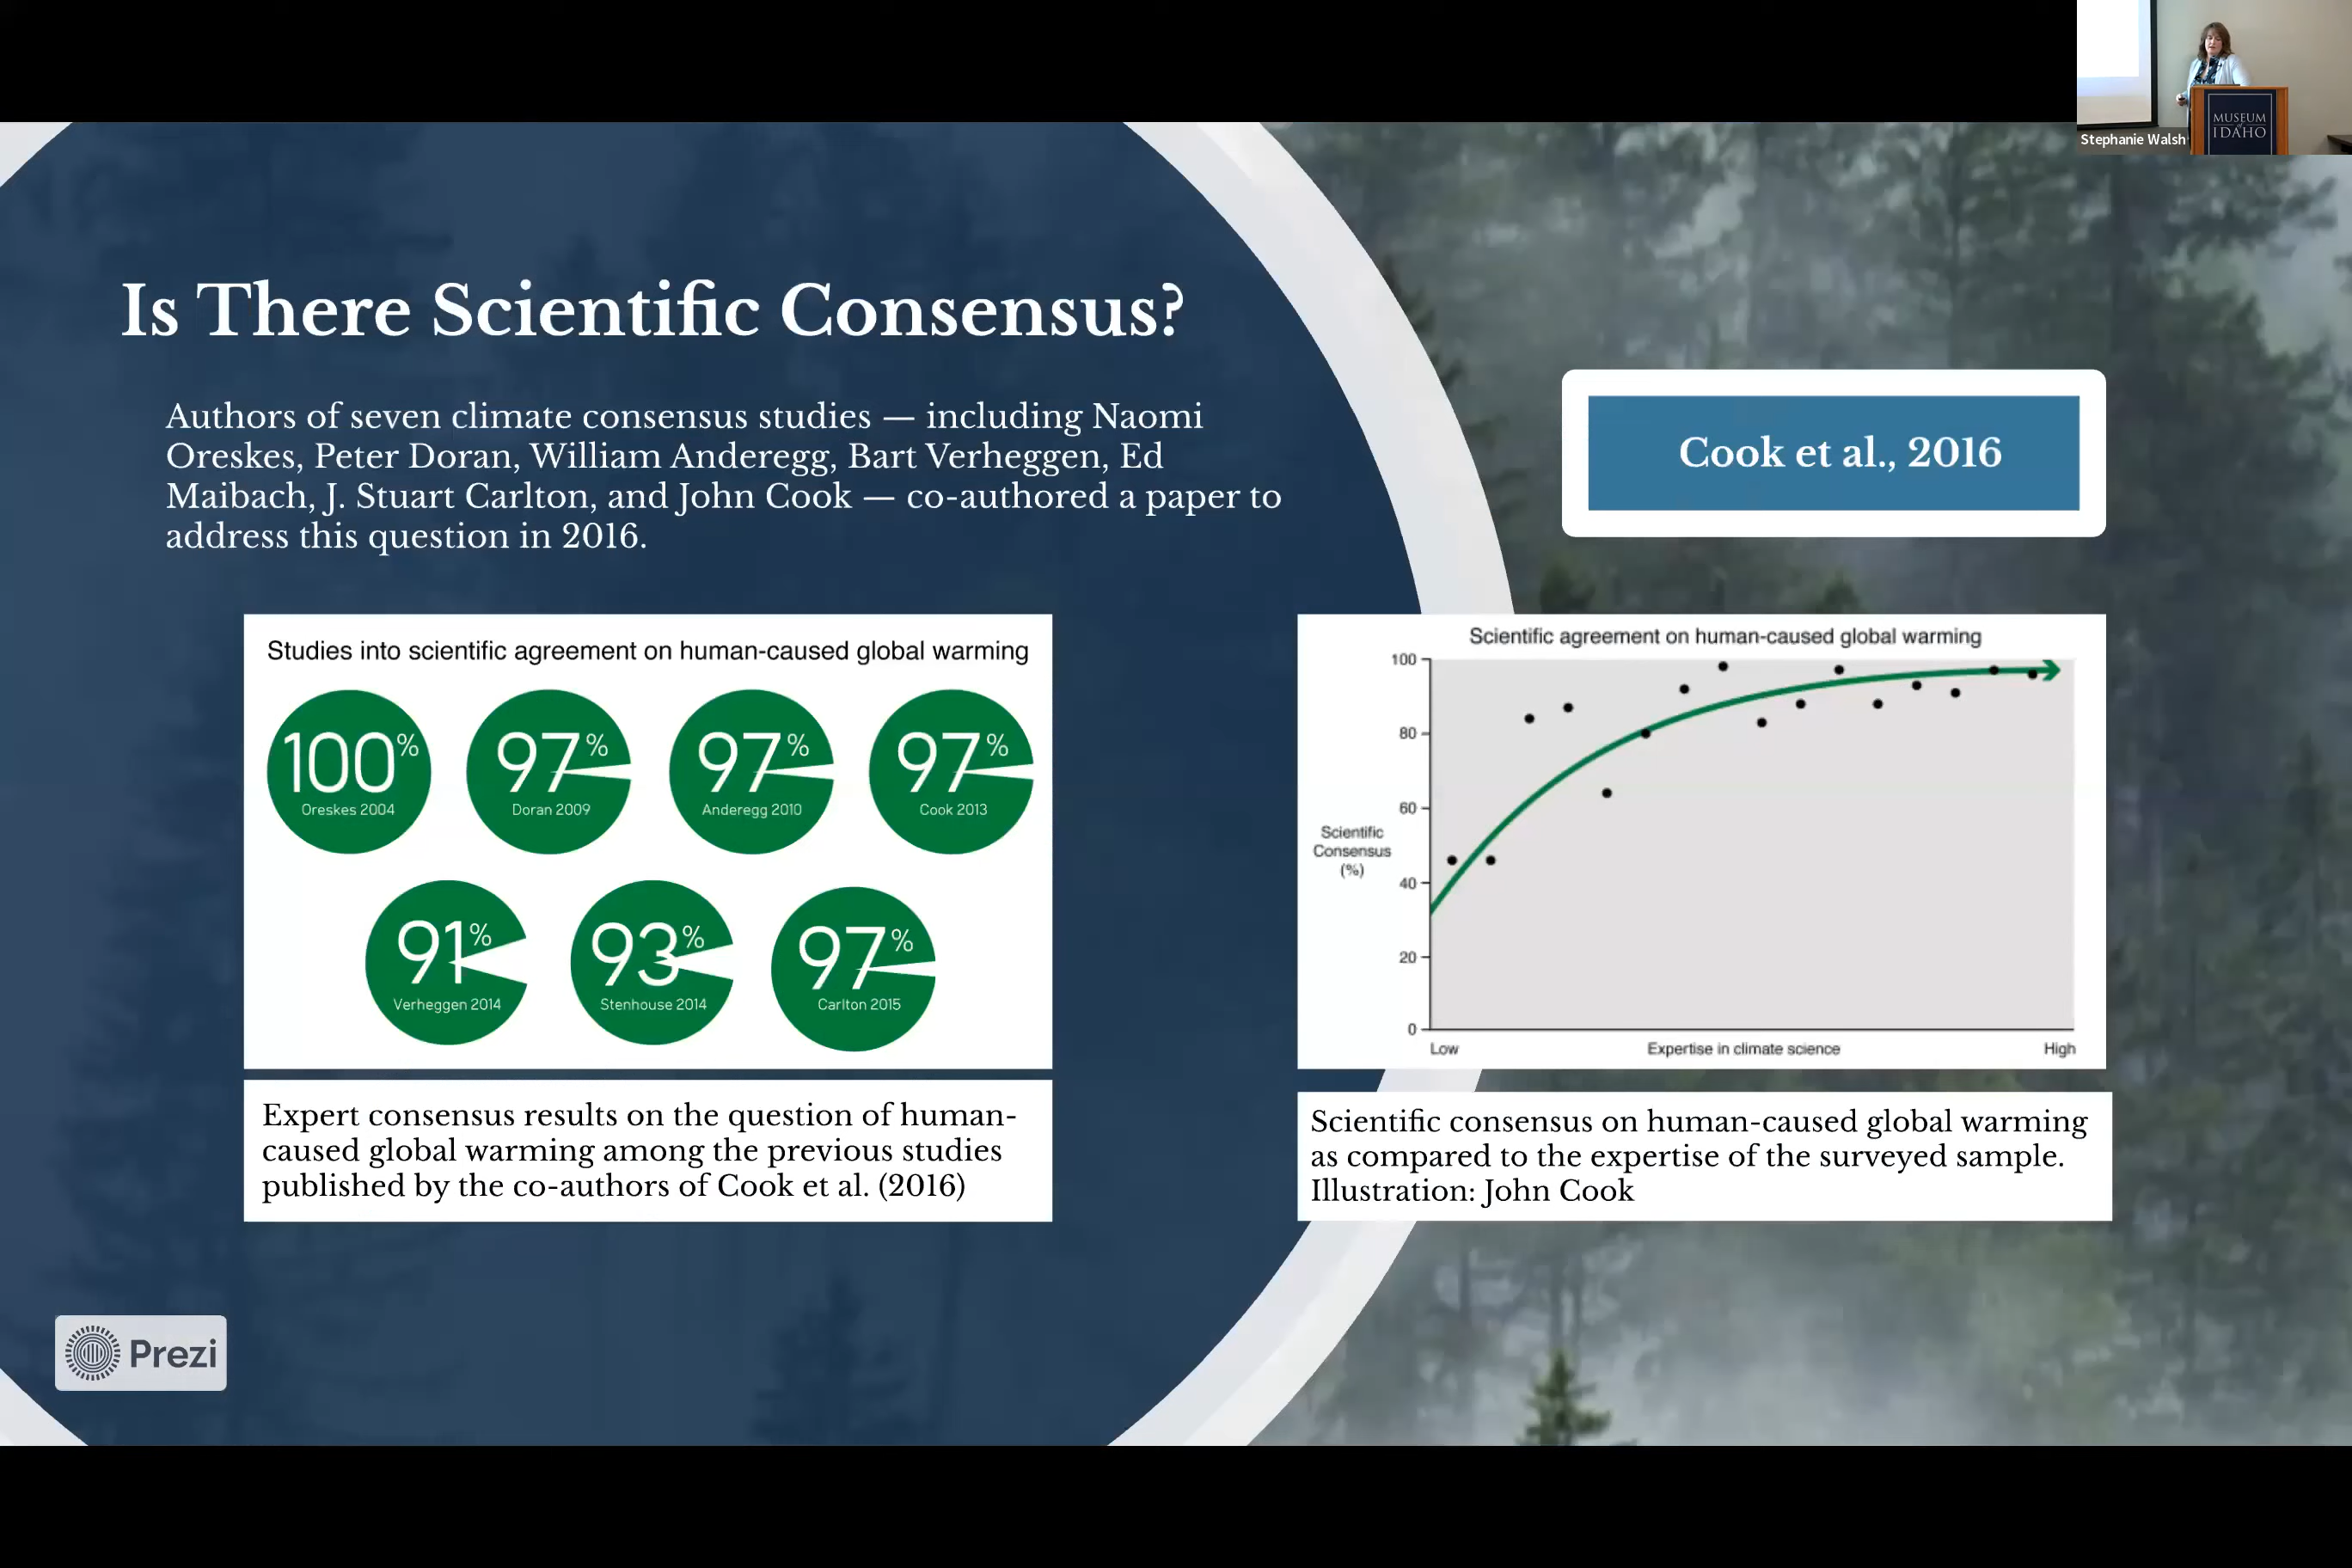 MUSEUM
of
IDAHO
Stephanie Walsh
Is There Scientific Consensus?
Authors of seven climate consensus studies — including Naomi
Oreskes, Peter Doran, William Anderegg, Bart Verheggen, Ed
Maibach, J. Stuart Carlton, and John Cook — co-authored a paper to
address this question in 2016.
Cook et al., 2016
Studies into scientific agreement on human-caused global warming
100%
Oreskes 2004
97%
Doran 2009
97%
Anderegg 2010
97%
Cook 2013
91%
Verheggen 2014
93%
Stenhouse 2014
97%
Carlton 2015
Expert consensus results on the question of human-
caused global warming among the previous studies
published by the co-authors of Cook et al. (2016)
Scientific agreement on human-caused global warming
100
80
60
Scientific
Consensus
(%)
40
20
0
Low
Expertise in climate science
High
Scientific consensus on human-caused global warming
as compared to the expertise of the surveyed sample.
Illustration: John Cook
Prezi